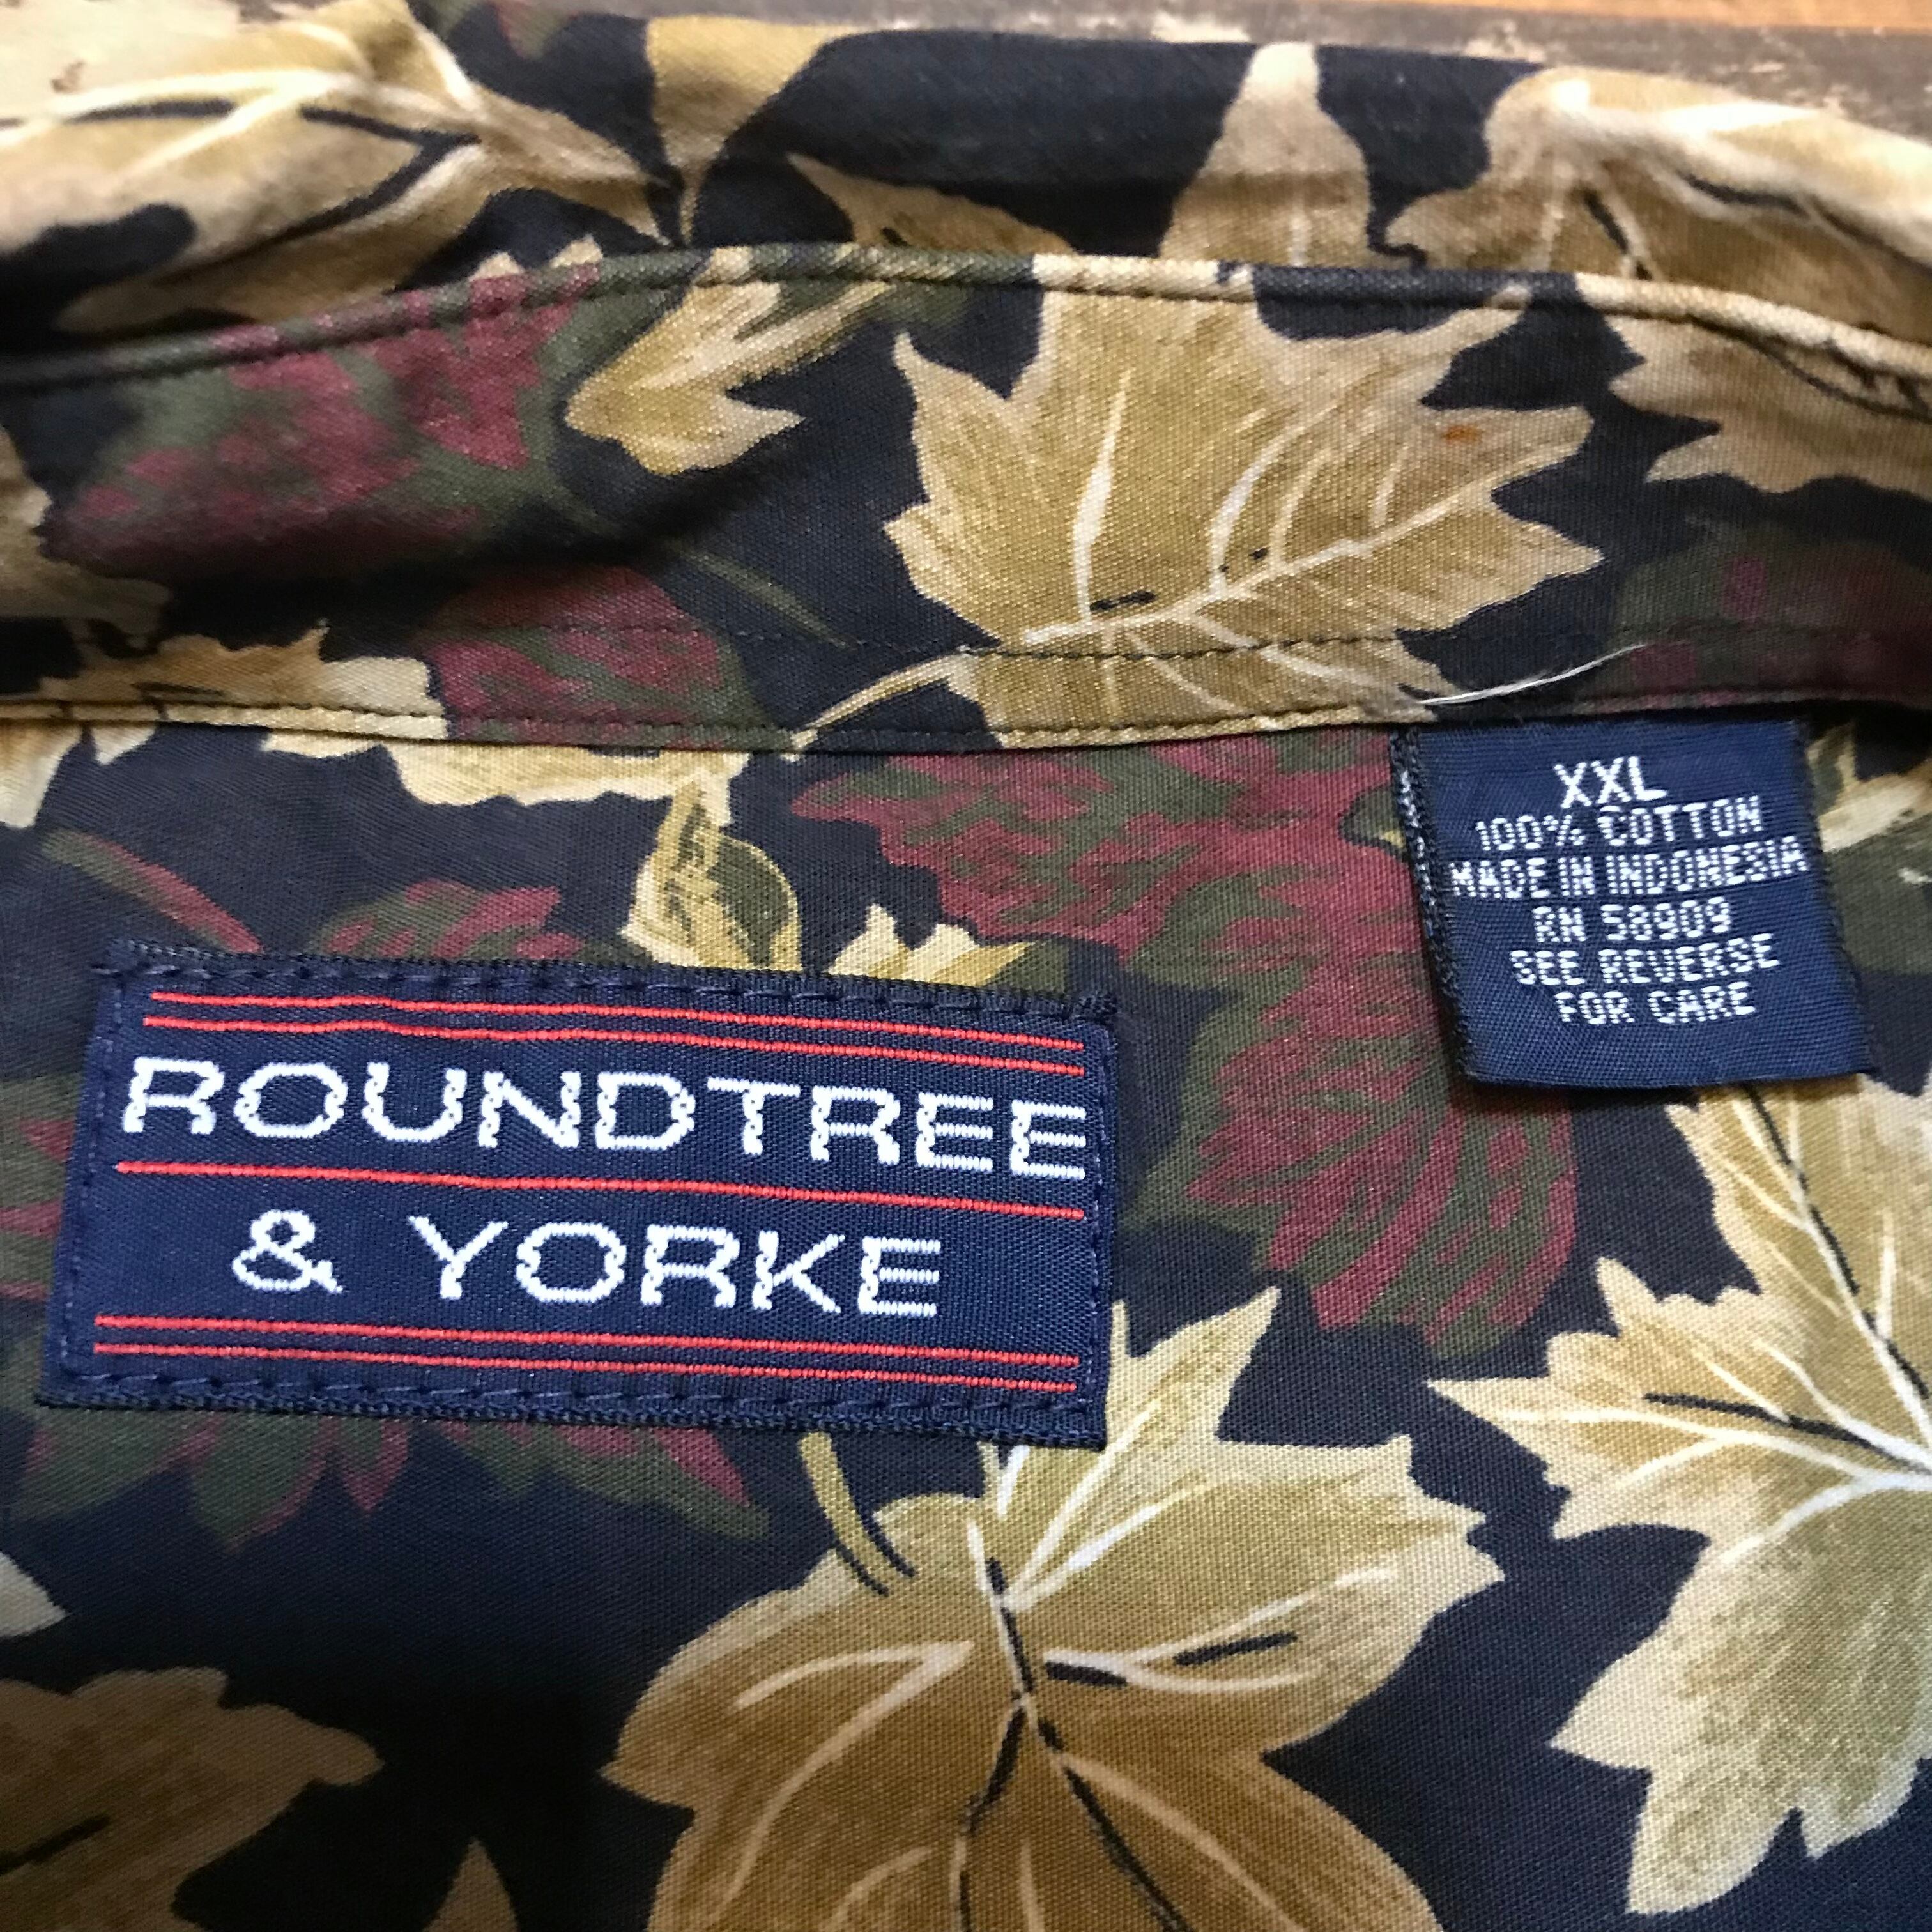 XXL
100% COTTON
MADE IN INDONESIA
RN 58909
SEE REVERSE
FOR CARE
ROUNDTREE
& YORKE